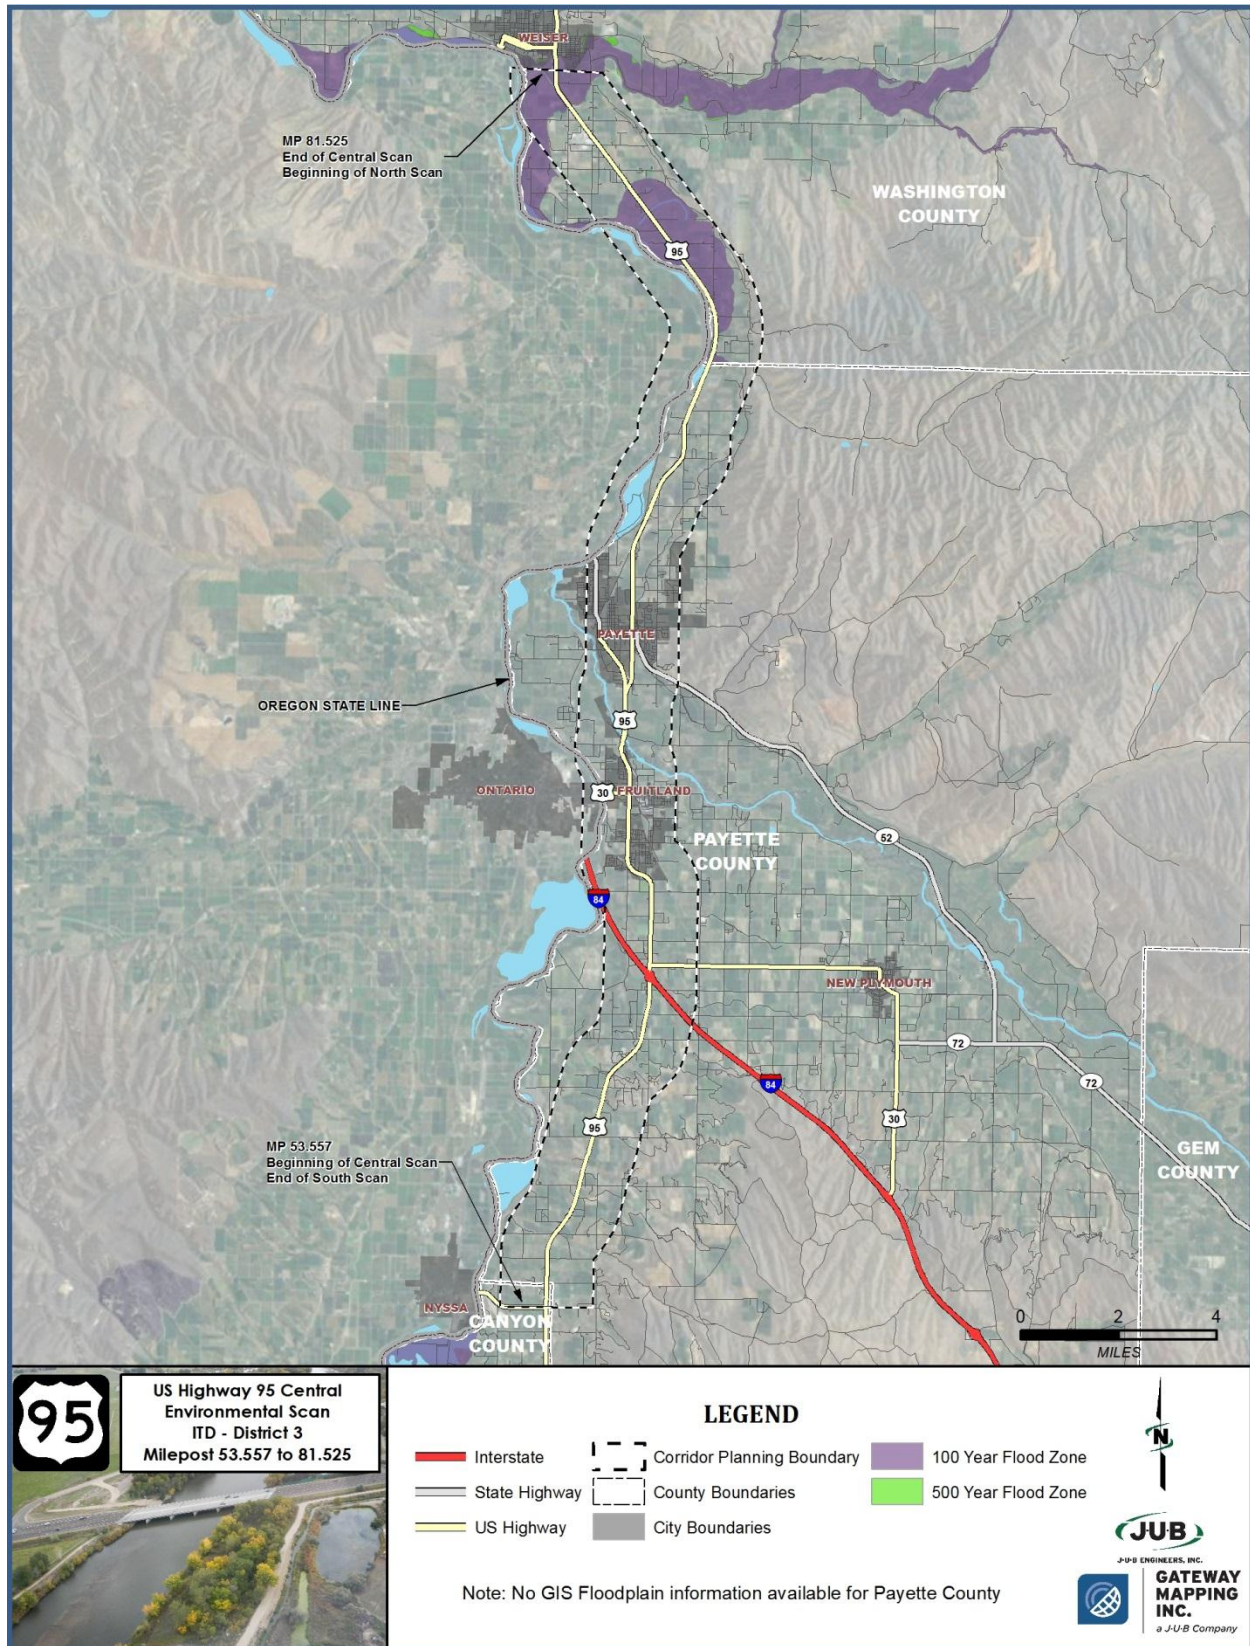 WEISER
MP 81.525
End of Central Scan
Beginning of North Scan
WASHINGTON
COUNTY
95
PAYETTE
OREGON STATE LINE
95
ONTARIO
30
FRUITLAND
PAYETTE
COUNTY
52
84
NEW PLYMOUTH
72
72
84
30
95
MP 53.557
Beginning of Central Scan
End of South Scan
GEM
COUNTY
NYSSA
CANYON
COUNTY
0 2 4
MILES
95
US Highway 95 Central
Environmental Scan
ITD - District 3
Milepost 53.557 to 81.525
LEGEND
Interstate
State Highway
US Highway
Corridor Planning Boundary
County Boundaries
City Boundaries
100 Year Flood Zone
500 Year Flood Zone
Note: No GIS Floodplain information available for Payette County
N
J·U·B
J·U·B ENGINEERS, INC.
GATEWAY
MAPPING
INC.
a J·U·B Company